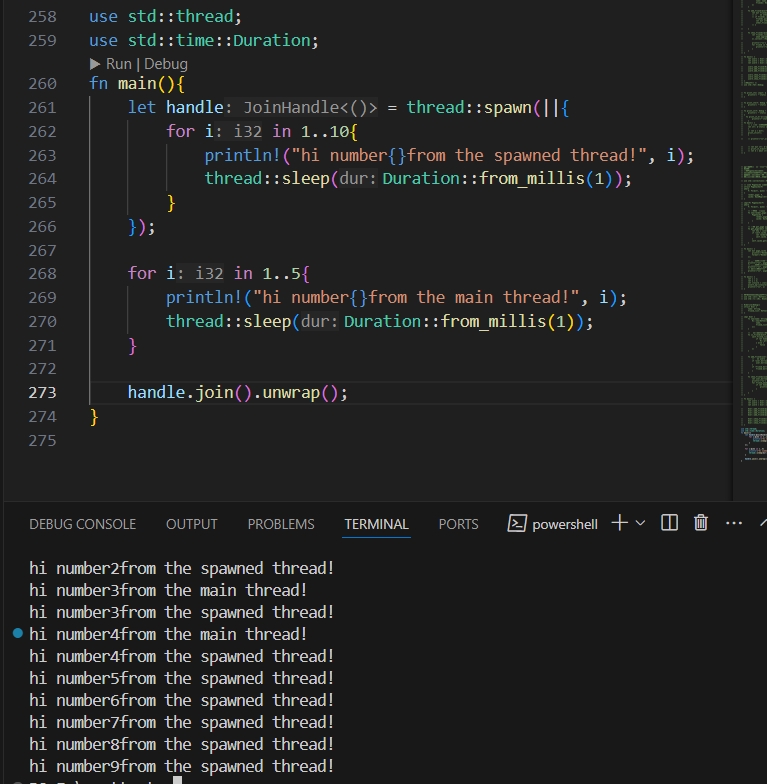 258 use std::thread;
259 use std::time::Duration;
Run | Debug
260 fn main(){
261 let handle: JoinHandle<()> = thread::spawn(||{
262 for i: i32 in 1..10{
263 println!("hi number{}from the spawned thread!", i);
264 thread::sleep(dur: Duration::from_millis(1));
265 }
266 });
267
268 for i: i32 in 1..5{
269 println!("hi number{}from the main thread!", i);
270 thread::sleep(dur: Duration::from_millis(1));
271 }
272
273 handle.join().unwrap();
274 }
275
DEBUG CONSOLE OUTPUT PROBLEMS TERMINAL PORTS powershell
hi number2from the spawned thread!
hi number3from the main thread!
hi number3from the spawned thread!
hi number4from the main thread!
hi number4from the spawned thread!
hi number5from the spawned thread!
hi number6from the spawned thread!
hi number7from the spawned thread!
hi number8from the spawned thread!
hi number9from the spawned thread!